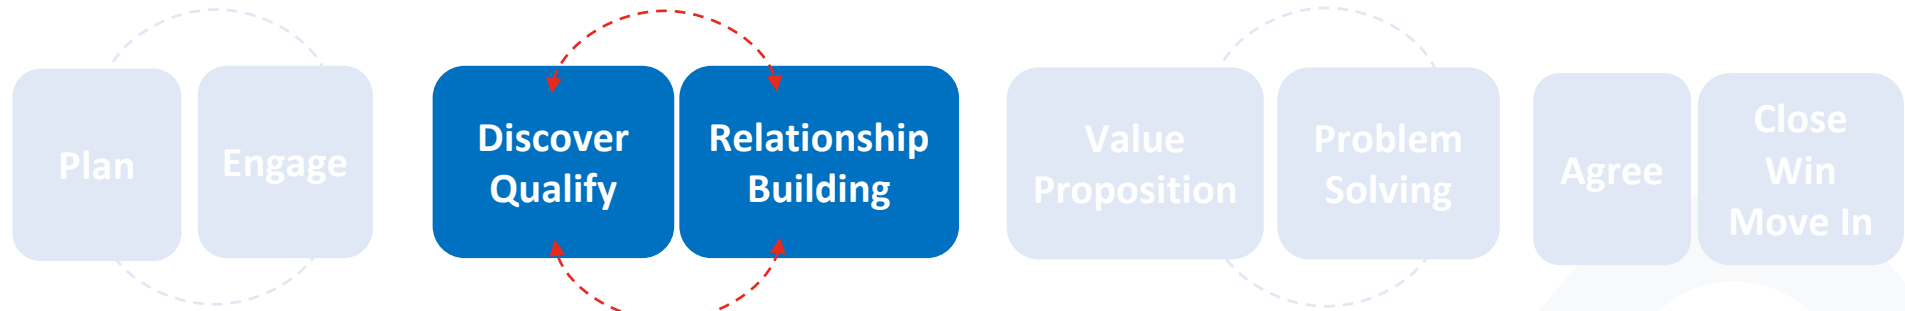 Plan
Engage
Discover
Qualify
Relationship
Building
Value
Proposition
Problem
Solving
Agree
Close
Win
Move In